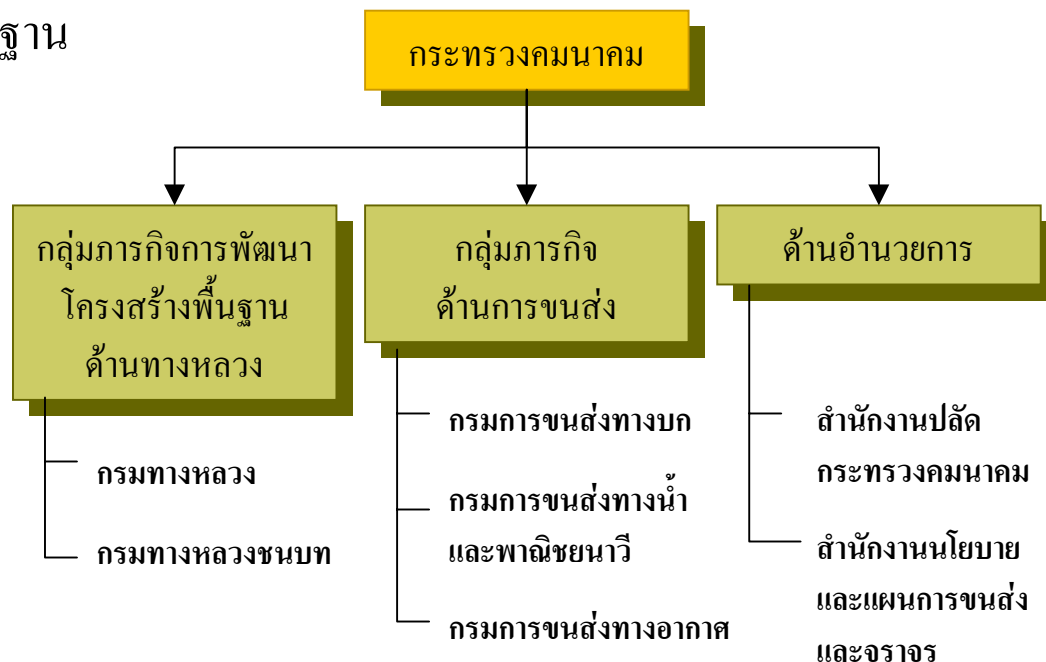 ฐาน
กระทรวงคมนาคม
กลุ่มภารกิจการพัฒนา
โครงสร้างพื้นฐาน
ด้านทางหลวง
กรมทางหลวง
กรมทางหลวงชนบท
กลุ่มภารกิจ
ด้านการขนส่ง
กรมการขนส่งทางบก
กรมการขนส่งทางน้ำ
และพาณิชยนาวี
กรมการขนส่งทางอากาศ
ด้านอำนวยการ
สำนักงานปลัด
กระทรวงคมนาคม
สำนักงานนโยบาย
และแผนการขนส่ง
และจราจร